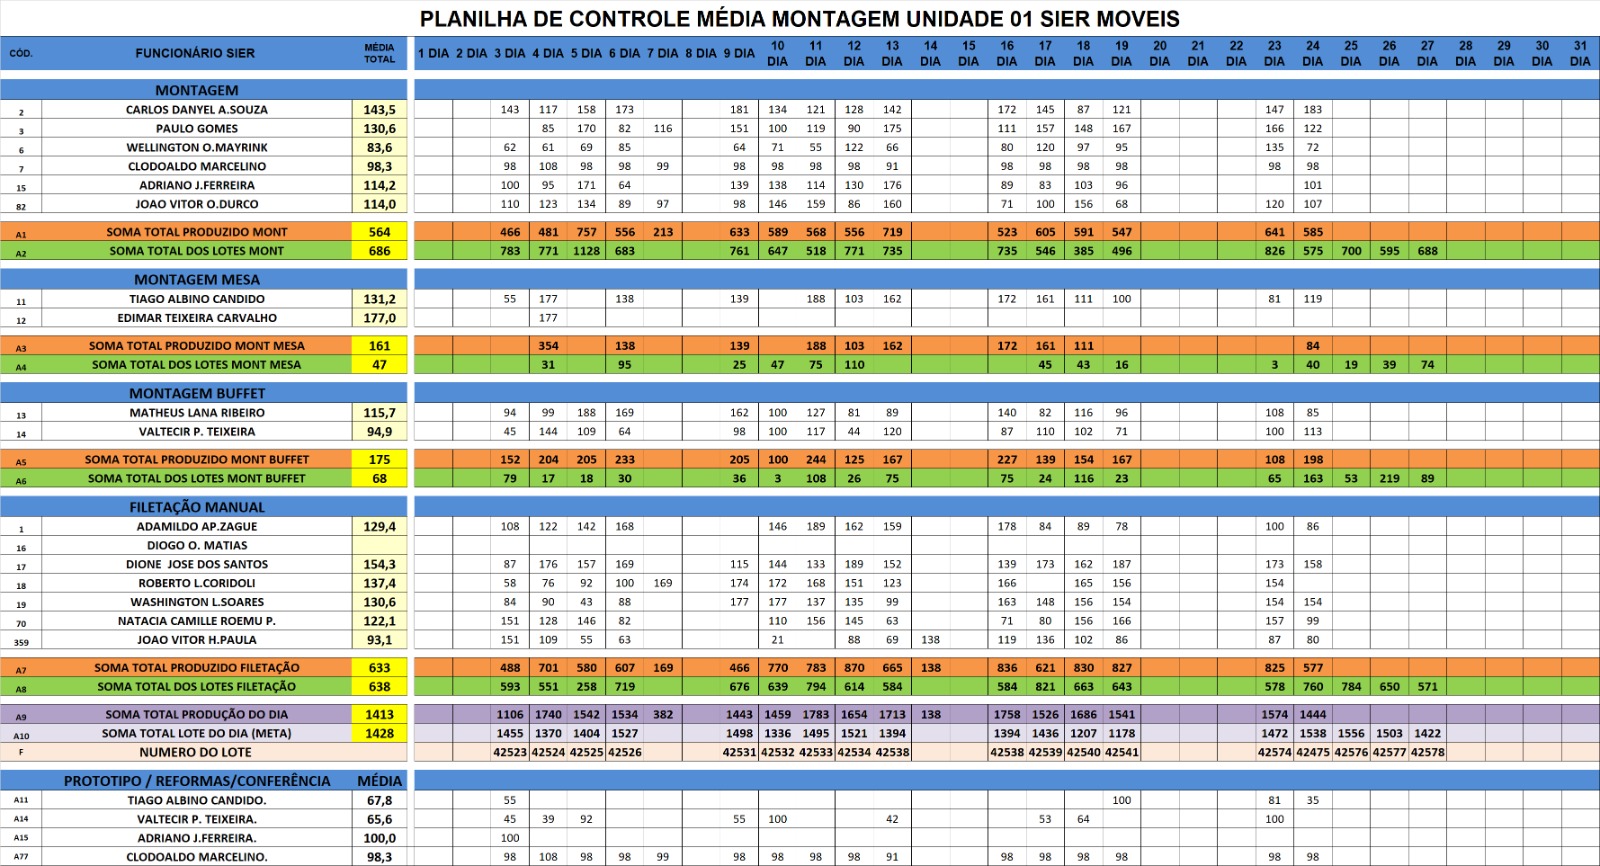 PLANILHA DE CONTROLE MÉDIA MONTAGEM UNIDADE 01 SIER MOVEIS
CÓD. FUNCIONÁRIO SIER MÉDIA TOTAL 1 DIA 2 DIA 3 DIA 4 DIA 5 DIA 6 DIA 7 DIA 8 DIA 9 DIA 10 DIA 11 DIA 12 DIA 13 DIA 14 DIA 15 DIA 16 DIA 17 DIA 18 DIA 19 DIA 20 DIA 21 DIA 22 DIA 23 DIA 24 DIA 25 DIA 26 DIA 27 DIA 28 DIA 29 DIA 30 DIA 31 DIA
MONTAGEM
2 CARLOS DANYEL A.SOUZA 143,5 143 117 158 173 181 134 121 128 142 172 145 87 121 147 183
3 PAULO GOMES 130,6 85 170 82 116 151 100 119 90 175 111 157 148 167 166 122
6 WELLINGTON O.MAYRINK 83,6 62 61 69 85 64 71 55 122 66 80 120 97 95 135 72
7 CLODOALDO MARCELINO 98,3 98 108 98 98 99 98 98 98 98 91 98 98 98 98 98 98
15 ADRIANO J.FERREIRA 114,2 100 95 171 64 139 138 114 130 176 89 83 103 96 101
82 JOAO VITOR O.DURCO 114,0 110 123 134 89 97 98 146 159 86 160 71 100 156 68 120 107
A1 SOMA TOTAL PRODUZIDO MONT 564 466 481 757 556 213 633 589 568 556 719 523 605 591 547 641 585
A2 SOMA TOTAL DOS LOTES MONT 686 783 771 1128 683 761 647 518 771 735 735 546 385 496 826 575 700 595 688
MONTAGEM MESA
11 TIAGO ALBINO CANDIDO 131,2 55 177 138 139 188 103 162 172 161 111 100 81 119
12 EDIMAR TEIXEIRA CARVALHO 177,0 177
A3 SOMA TOTAL PRODUZIDO MONT MESA 161 354 138 139 188 103 162 172 161 111 84
A4 SOMA TOTAL DOS LOTES MONT MESA 47 31 95 25 47 75 110 45 43 16 3 40 19 39 74
MONTAGEM BUFFET
13 MATHEUS LANA RIBEIRO 115,7 94 99 188 169 162 100 127 81 89 140 82 116 96 108 85
14 VALTECIR P. TEIXEIRA 94,9 45 144 109 64 98 100 117 44 120 87 110 102 71 100 113
A5 SOMA TOTAL PRODUZIDO MONT BUFFET 175 152 204 205 233 205 100 244 125 167 227 139 154 167 108 198
A6 SOMA TOTAL DOS LOTES MONT BUFFET 68 79 17 18 30 36 3 108 26 75 75 24 116 23 65 163 53 219 89
FILETAÇÃO MANUAL
1 ADAMILDO AP.ZAGUE 129,4 108 122 142 168 146 189 162 159 178 84 89 78 100 86
16 DIOGO O. MATIAS
17 DIONE JOSE DOS SANTOS 154,3 87 176 157 169 115 144 133 189 152 139 173 162 187 173 158
18 ROBERTO L.CORIDOLI 137,4 58 76 92 100 169 174 172 168 151 123 166 165 156 154
19 WASHINGTON L.SOARES 130,6 84 90 43 88 177 177 137 135 99 163 148 156 154 154 154
70 NATACIA CAMILLE ROEMU P. 122,1 151 128 146 82 110 156 145 63 71 80 156 166 157 99
359 JOAO VITOR H.PAULA 93,1 151 109 55 63 21 88 69 138 119 136 102 86 87 80
A7 SOMA TOTAL PRODUZIDO FILETAÇÃO 633 488 701 580 607 169 466 770 783 870 665 138 836 621 830 827 825 577
A8 SOMA TOTAL DOS LOTES FILETAÇÃO 638 593 551 258 719 676 639 794 614 584 584 821 663 643 578 760 784 650 571
A9 SOMA TOTAL PRODUÇÃO DO DIA 1413 1106 1740 1542 1534 382 1443 1459 1783 1654 1713 138 1758 1526 1686 1541 1574 1444
A10 SOMA TOTAL LOTE DO DIA (META) 1428 1455 1370 1404 1527 1498 1336 1495 1521 1394 1394 1436 1207 1178 1472 1538 1556 1503 1422
F NUMERO DO LOTE 42523 42524 42525 42526 42531 42532 42533 42534 42538 42538 42539 42540 42541 42574 42475 42576 42577 42578
PROTOTIPO / REFORMAS/CONFERÊNCIA MÉDIA
A11 TIAGO ALBINO CANDIDO. 67,8 55 100 81 35
A14 VALTECIR P. TEIXEIRA. 65,6 45 39 92 55 100 42 53 64 100
A15 ADRIANO J.FERREIRA. 100,0 100
A77 CLODOALDO MARCELINO. 98,3 98 108 98 98 99 98 98 98 98 91 98 98 98 98 98 98